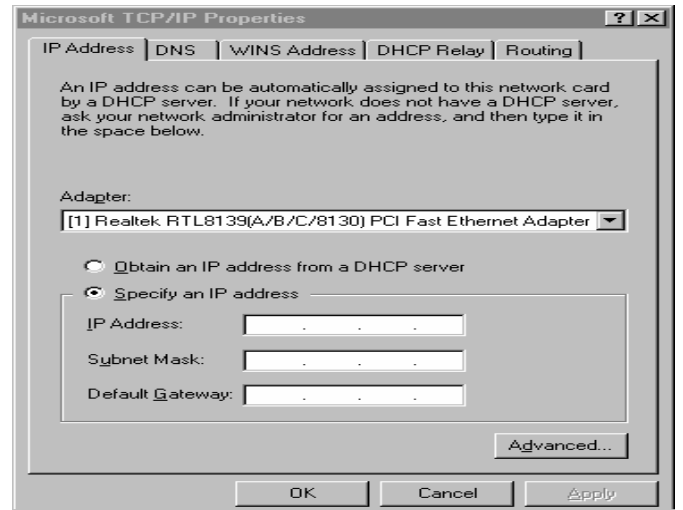 Microsoft TCP/IP Properties ? ×
IP Address DNS WINS Address DHCP Relay Routing
An IP address can be automatically assigned to this network card
by a DHCP server. If your network does not have a DHCP server,
ask your network administrator for an address, and then type it in
the space below.
Adapter:
[1] Realtek RTL8139(A/B/C/8130) PCI Fast Ethernet Adapter
Obtain an IP address from a DHCP server
Specify an IP address
IP Address: . . .
Subnet Mask: . . .
Default Gateway: . . .
Advanced...
OK Cancel Apply